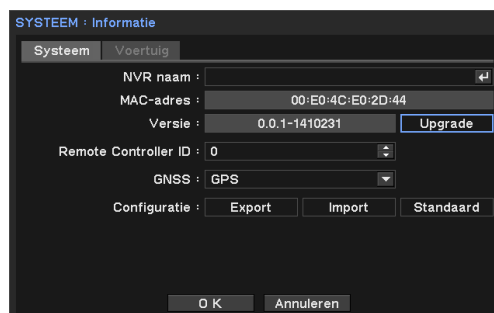 SYSTEEM : Informatie
Systeem Voertuig
NVR naam :
MAC-adres : 00:E0:4C:E0:2D:44
Versie : 0.0.1-1410231 Upgrade
Remote Controller ID : 0
GNSS : GPS
Configuratie : Export Import Standaard
OK Annuleren